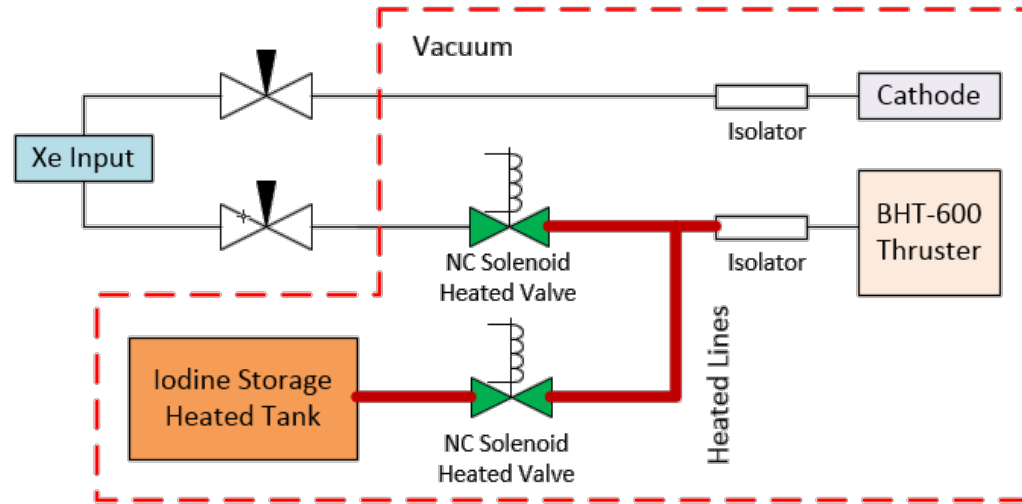 Vacuum
Cathode
Isolator
Xe Input
BHT-600
Thruster
Isolator
NC Solenoid
Heated Valve
Heated Lines
Iodine Storage
Heated Tank
NC Solenoid
Heated Valve